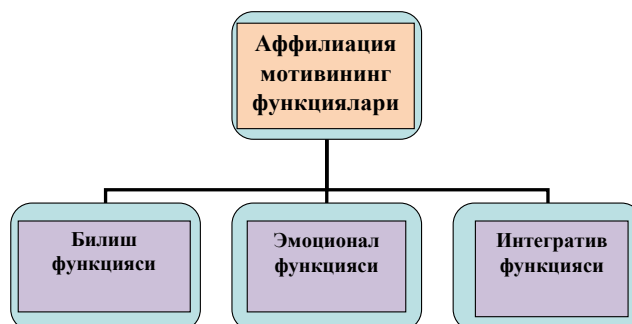 Аффилиация
мотивининг
функциялари
Билиш
функцияси
Эмоционал
функцияси
Интегратив
функцияси